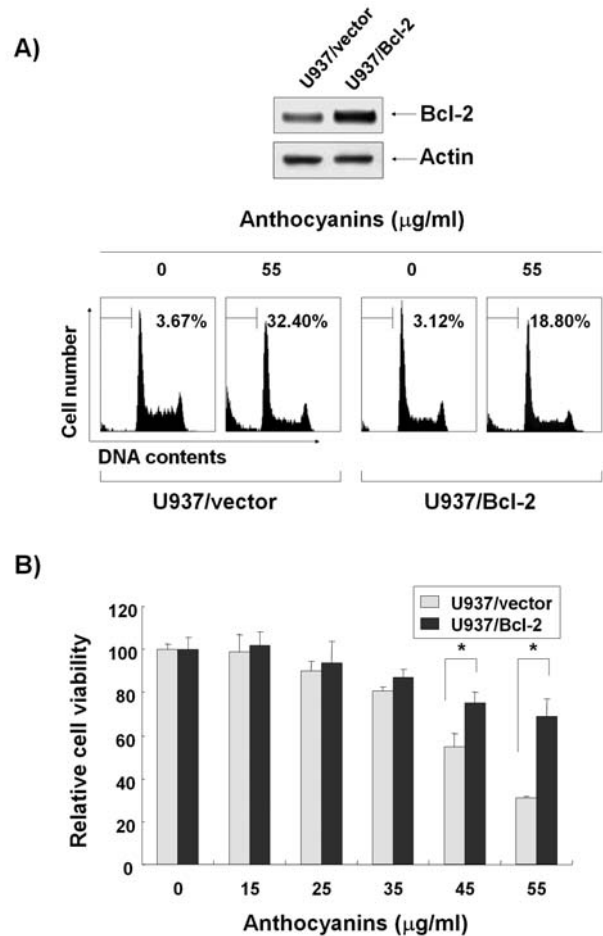 A)
U937/vector
U937/Bcl-2
Bcl-2
Actin
Anthocyanins (μg/ml)
0 55 0 55
3.67% 32.40% 3.12% 18.80%
Cell number
DNA contents
U937/vector U937/Bcl-2
B)
U937/vector
U937/Bcl-2
* *
120
100
80
60
40
20
0
Relative cell viability
0 15 25 35 45 55
Anthocyanins (μg/ml)